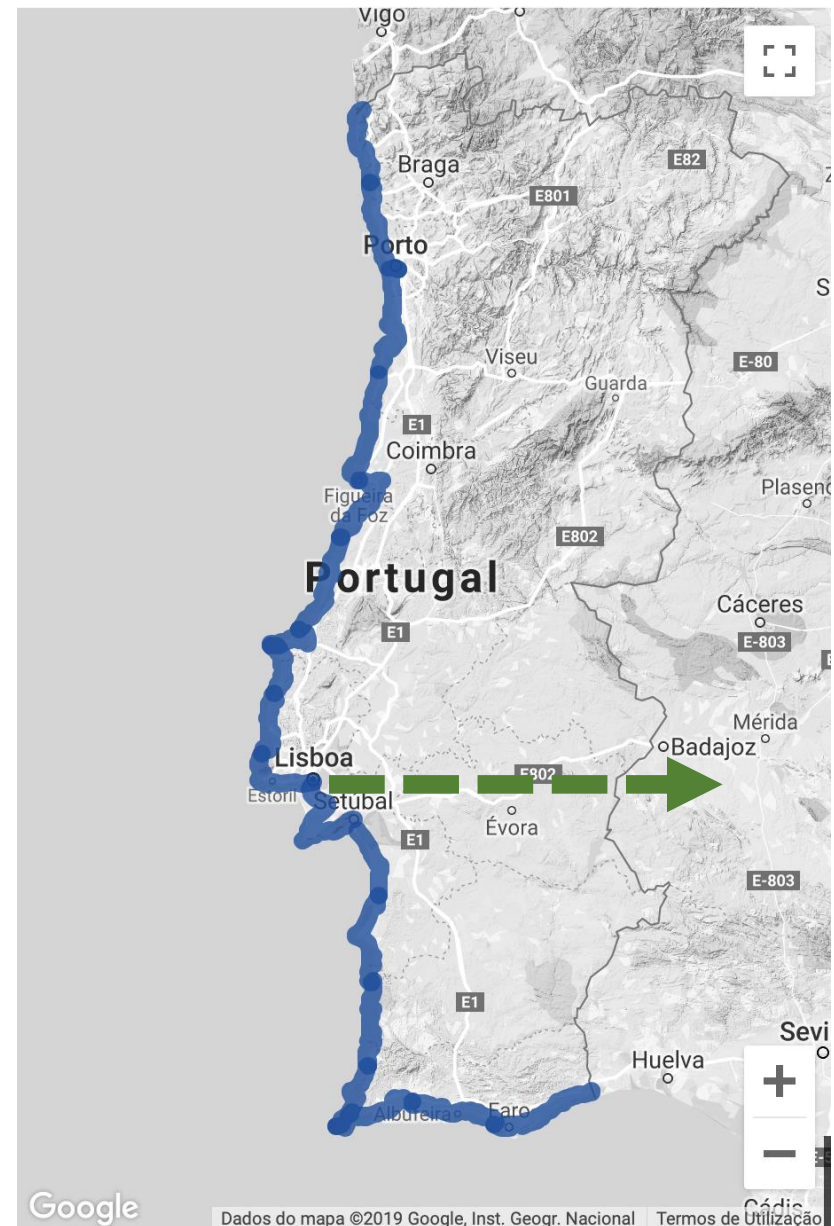 Vigo
Braga
E82
E801
Porto
S
Viseu
E-80
Guarda
E1
Coimbra
Figueira
da Foz
E802
Portugal
Cáceres
E1
E-803
Mérida
Badajoz
Lisboa
E802
Estoril
Setúbal
Évora
E1
E-803
E1
Sevi
Huelva
Albufeira
Faro
Cádis
Google
Dados do mapa ©2019 Google, Inst. Geogr. Nacional
Termos de Utilização